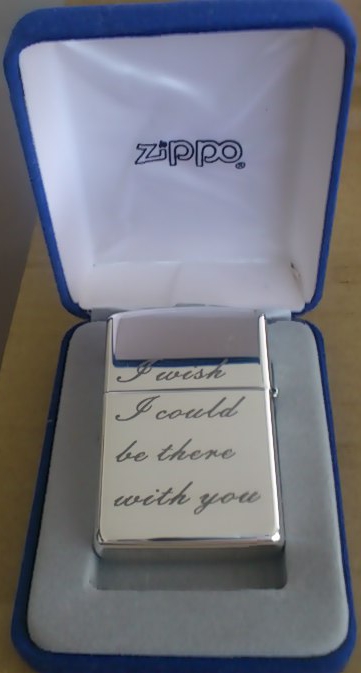 zippo
I wish
I could
be there
with you